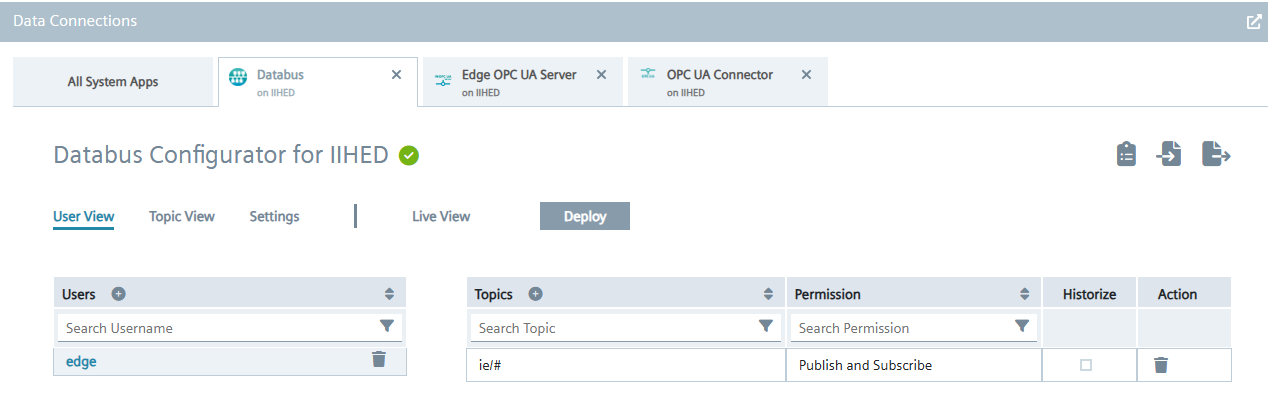 Data Connections
All System Apps
Databus
on IIHED
Edge OPC UA Server
on IIHED
OPC UA Connector
on IIHED
Databus Configurator for IIHED
User View Topic View Settings Live View Deploy
Users Topics Permission Historize Action
Search Username Search Topic Search Permission
edge ie/# Publish and Subscribe